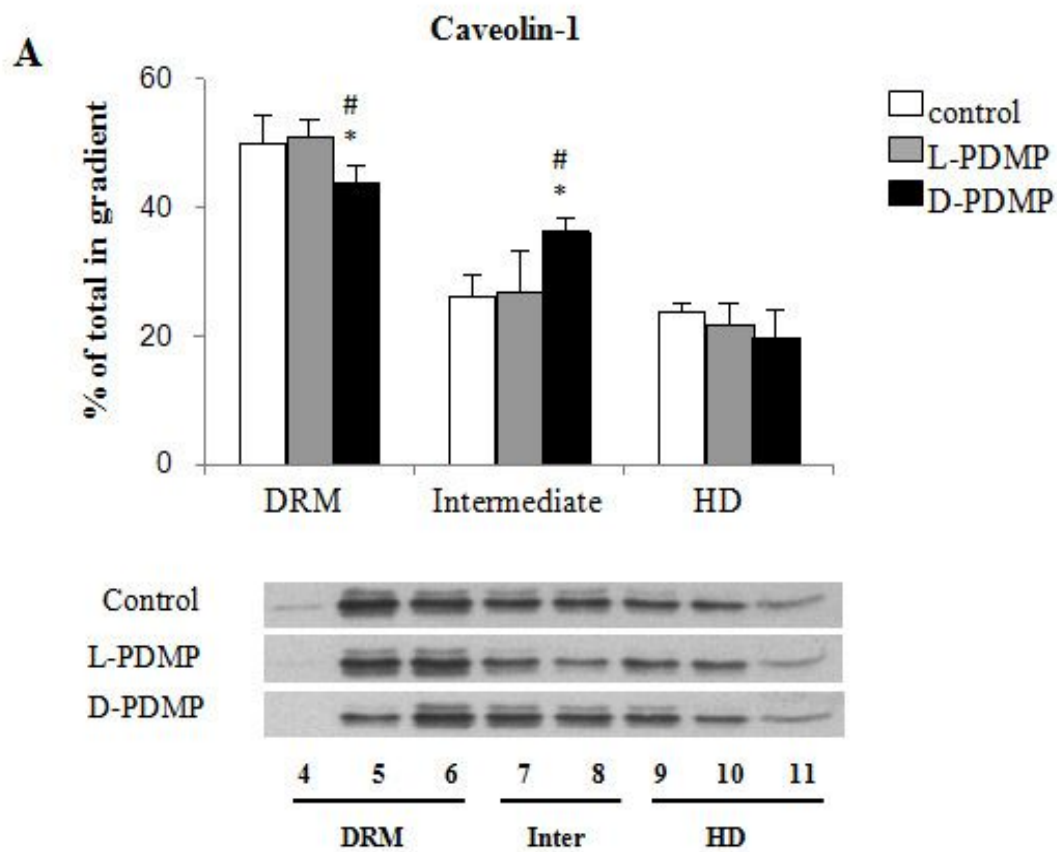 A
Caveolin-1
% of total in gradient
60
40
20
0
#
*
#
*
control
L-PDMP
D-PDMP
DRM Intermediate HD
Control
L-PDMP
D-PDMP
4 5 6 7 8 9 10 11
DRM Inter HD